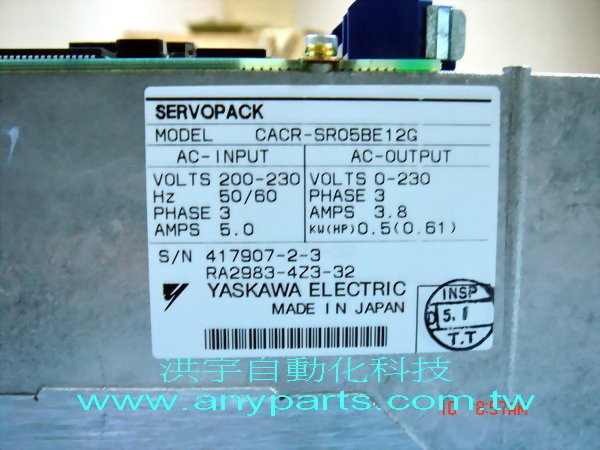 SERVOPACK
MODEL CACR-SR05BE12G
AC-INPUT AC-OUTPUT
VOLTS 200-230 VOLTS 0-230
Hz 50/60 PHASE 3
PHASE 3 AMPS 3.8
AMPS 5.0 KW(HP) 0.5(0.61)
S/N 417907-2-3
RA2983-4Z3-32
YASKAWA ELECTRIC
MADE IN JAPAN
INSP
5.1
T.T
洪宇自動化科技
www.anyparts.com.tw